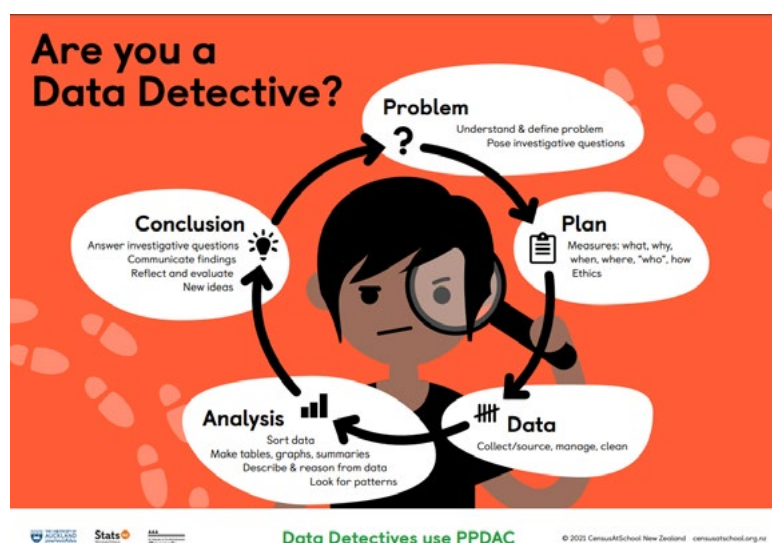 Are you a
Data Detective?
Problem
?
Understand & define problem
Pose investigative questions
Plan
Measures: what, why,
when, where, "who", how
Ethics
Data
Collect/source, manage, clean
Analysis
Sort data
Make tables, graphs, summaries
Describe & reason from data
Look for patterns
Conclusion
Answer investigative questions
Communicate findings
Reflect and evaluate
New ideas
THE UNIVERSITY OF
AUCKLAND
Stats
Data Detectives use PPDAC
© 2021 CensusAtSchool New Zealand censusatschool.org.nz